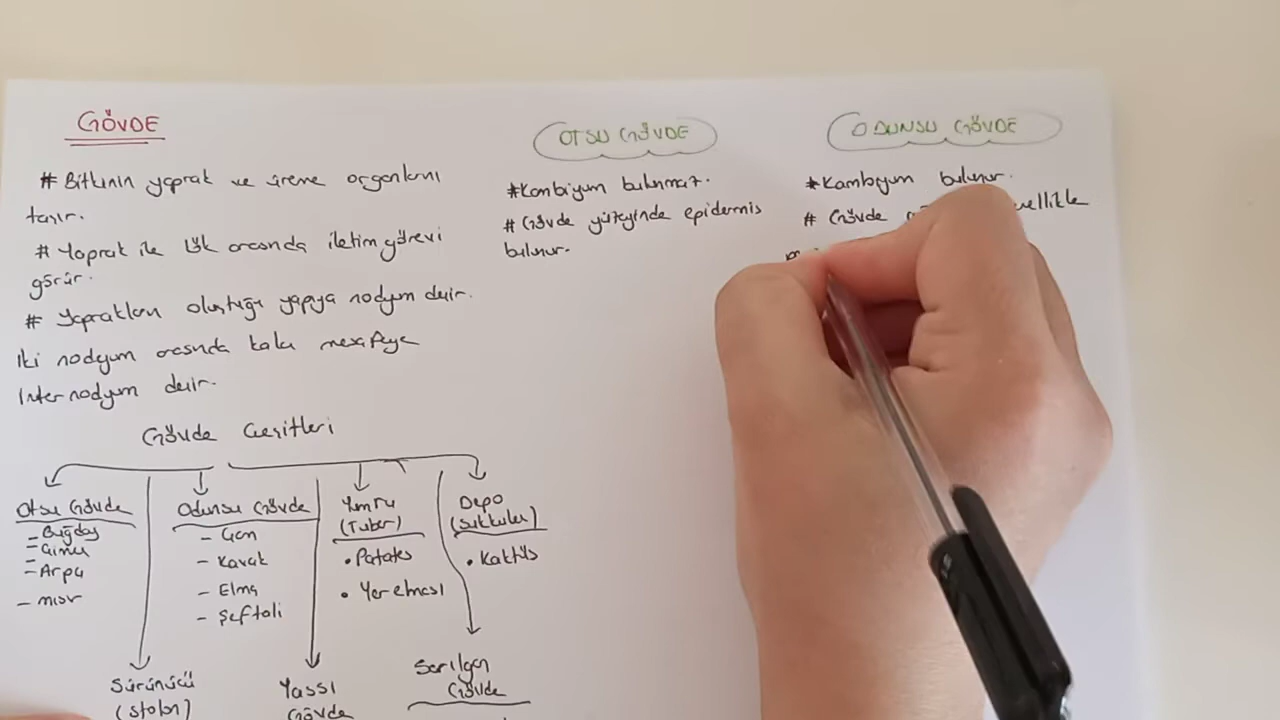 GÖVDE
# Bitkinin yaprak ve üreme organlarını
taşır.
# Yaprak ile kök arasında iletim görevi
görür.
# Yaprakların oluştuğu yapıya nodyum denir.
İki nodyum arasında kalan mesafeye
İnternodyum denir.
Gövde Çeşitleri
Otsu Gövde
- Buğday
- Çimen
- Arpa
- mısır
Odunsu Gövde
- Çam
- Kavak
- Elma
- Şeftali
Yumru
(Tuber)
• Patates
• Yer elması
Depo
(Sukkulen)
• Kaktüs
Sürünücü
(Stolon)
Yassı
Gövde
Sarılgan
Gövde
OTSU GÖVDE
# Kambiyum bulunmaz.
# Gövde yüzeyinde epidermis
bulunur.
ODUNSU GÖVDE
# Kambiyum bulunur.
# Gövde